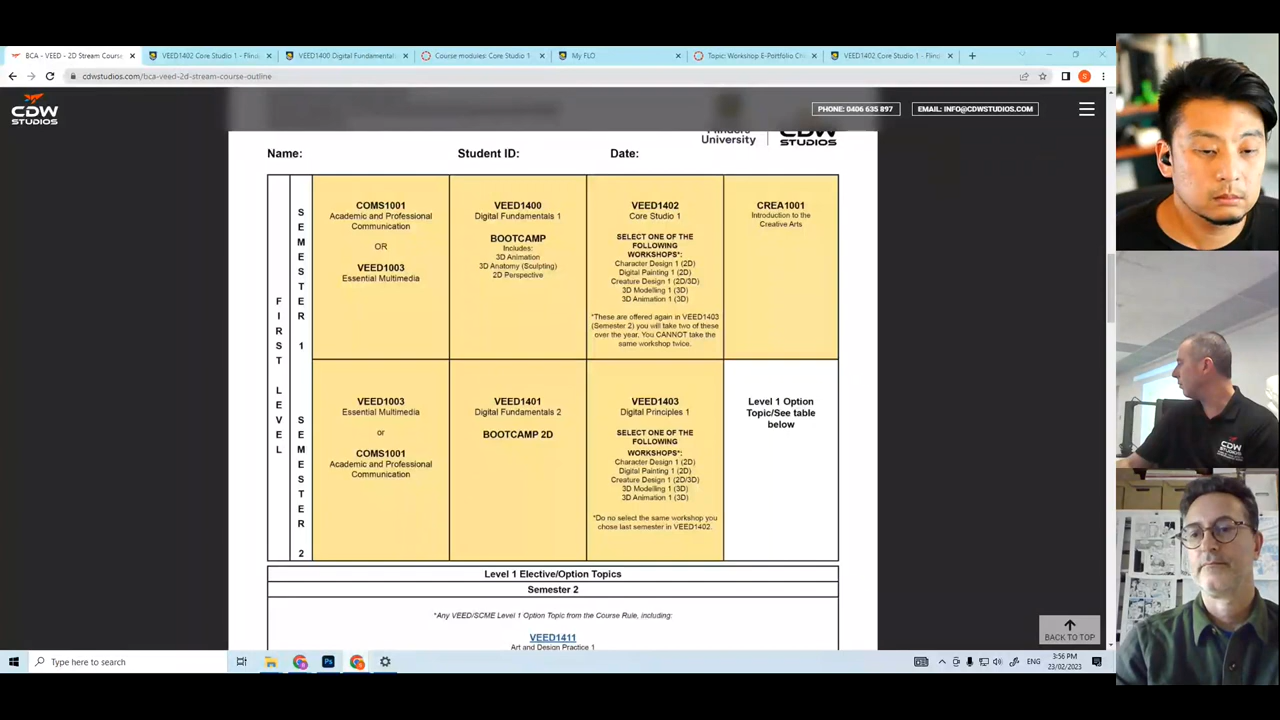 BCA - VEED - 2D Stream Course
VEED1402 Core Studio 1 - Flin
VEED1400 Digital Fundamental
Course modules: Core Studio 1
My FLO
Topic: Workshop E-Portfolio Ch
VEED1402 Core Studio 1 - Flin
cdwstudios.com/bca-veed-2d-stream-course-outline
S
CDW
STUDIOS
PHONE: 0406 635 897
EMAIL: INFO@CDWSTUDIOS.COM
Flinders
University
CDW
STUDIOS
Name:
Student ID:
Date:
FIRST LEVEL
SEMESTER 1
COMS1001
Academic and Professional
Communication
OR
VEED1003
Essential Multimedia
VEED1400
Digital Fundamentals 1
BOOTCAMP
Includes:
3D Animation
3D Anatomy (Sculpting)
2D Perspective
VEED1402
Core Studio 1
SELECT ONE OF THE
FOLLOWING
WORKSHOPS*:
Character Design 1 (2D)
Digital Painting 1 (2D)
Creature Design 1 (2D/3D)
3D Modelling 1 (3D)
3D Animation 1 (3D)
*These are offered again in VEED1403
(Semester 2) you will take two of these
over the year. You CANNOT take the
same workshop twice.
CREA1001
Introduction to the
Creative Arts
SEMESTER 2
VEED1003
Essential Multimedia
or
COMS1001
Academic and Professional
Communication
VEED1401
Digital Fundamentals 2
BOOTCAMP 2D
VEED1403
Digital Principles 1
SELECT ONE OF THE
FOLLOWING
WORKSHOPS*:
Character Design 1 (2D)
Digital Painting 1 (2D)
Creature Design 1 (2D/3D)
3D Modelling 1 (3D)
3D Animation 1 (3D)
*Do no select the same workshop you
chose last semester in VEED1402.
Level 1 Option
Topic/See table
below
Level 1 Elective/Option Topics
Semester 2
*Any VEED/SCME Level 1 Option Topic from the Course Rule, including:
VEED1411
Art and Design Practice 1
BACK TO TOP
Type here to search
Ps
ENG
3:56 PM
23/02/2023
CDW